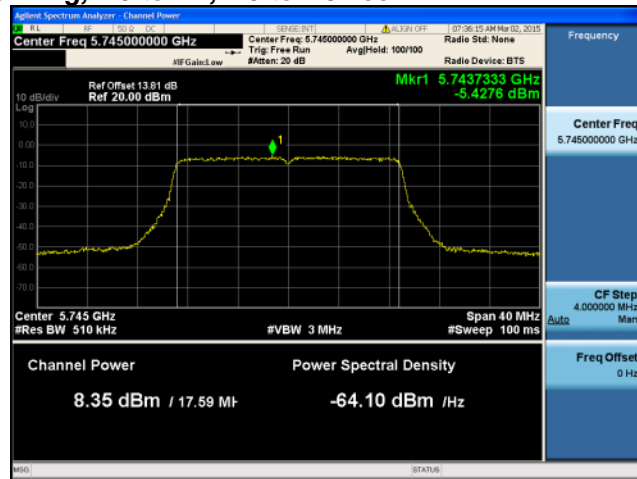 Agilent Spectrum Analyzer - Channel Power
RL RF 50 Ω DC SENSE:INT ALIGN OFF 07:36:15 AM Mar 02, 2015
Center Freq 5.745000000 GHz
Center Freq: 5.745000000 GHz
Radio Std: None
Trig: Free Run Avg|Hold: 100/100
#IFGain:Low #Atten: 20 dB Radio Device: BTS
Frequency
Ref Offset 13.81 dB
Mkr1 5.7437333 GHz
10 dB/div Ref 20.00 dBm
-5.4276 dBm
Log
10.0
0.00
1
-10.0
-20.0
-30.0
-40.0
-50.0
-60.0
-70.0
Center Freq
5.745000000 GHz
Center 5.745 GHz
Span 40 MHz
#Res BW 510 kHz
#VBW 3 MHz
#Sweep 100 ms
CF Step
4.000000 MHz
Auto Man
Channel Power
Power Spectral Density
8.35 dBm / 17.59 MH
-64.10 dBm /Hz
Freq Offset
0 Hz
MSG
STATUS